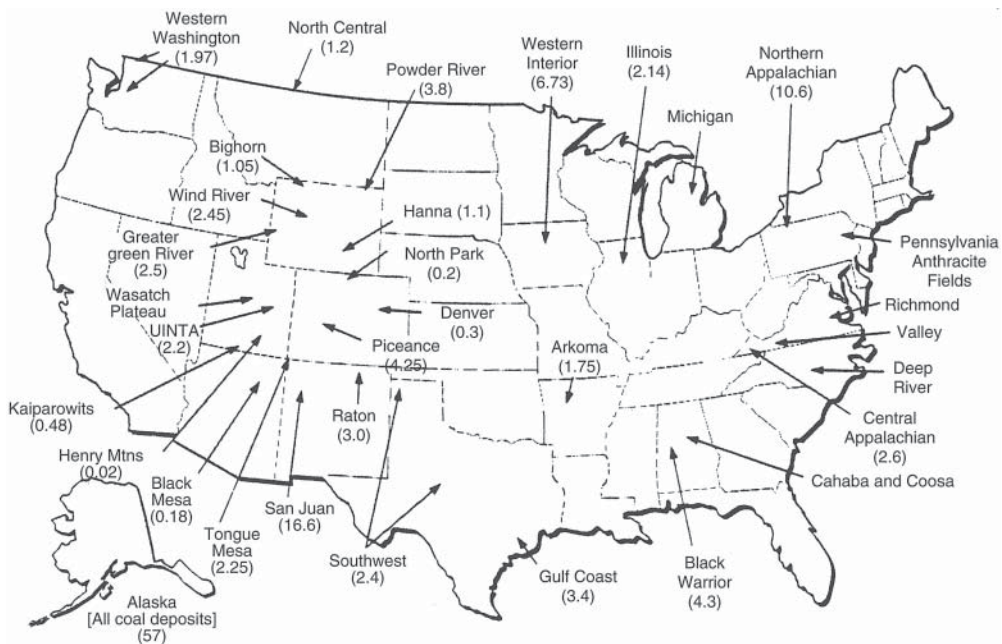 Western
Washington
(1.97)
North Central
(1.2)
Powder River
(3.8)
Western
Interior
(6.73)
Illinois
(2.14)
Northern
Appalachian
(10.6)
Michigan
Bighorn
(1.05)
Wind River
(2.45)
Hanna (1.1)
Greater
green River
(2.5)
North Park
(0.2)
Pennsylvania
Anthracite
Fields
Wasatch
Plateau
UINTA
(2.2)
Denver
(0.3)
Richmond
Piceance
(4.25)
Arkoma
(1.75)
Valley
Deep
River
Kaiparowits
(0.48)
Raton
(3.0)
Central
Appalachian
(2.6)
Henry Mtns
(0.02)
Black
Mesa
(0.18)
San Juan
(16.6)
Cahaba and Coosa
Tongue
Mesa
(2.25)
Southwest
(2.4)
Gulf Coast
(3.4)
Black
Warrior
(4.3)
Alaska
[All coal deposits]
(57)